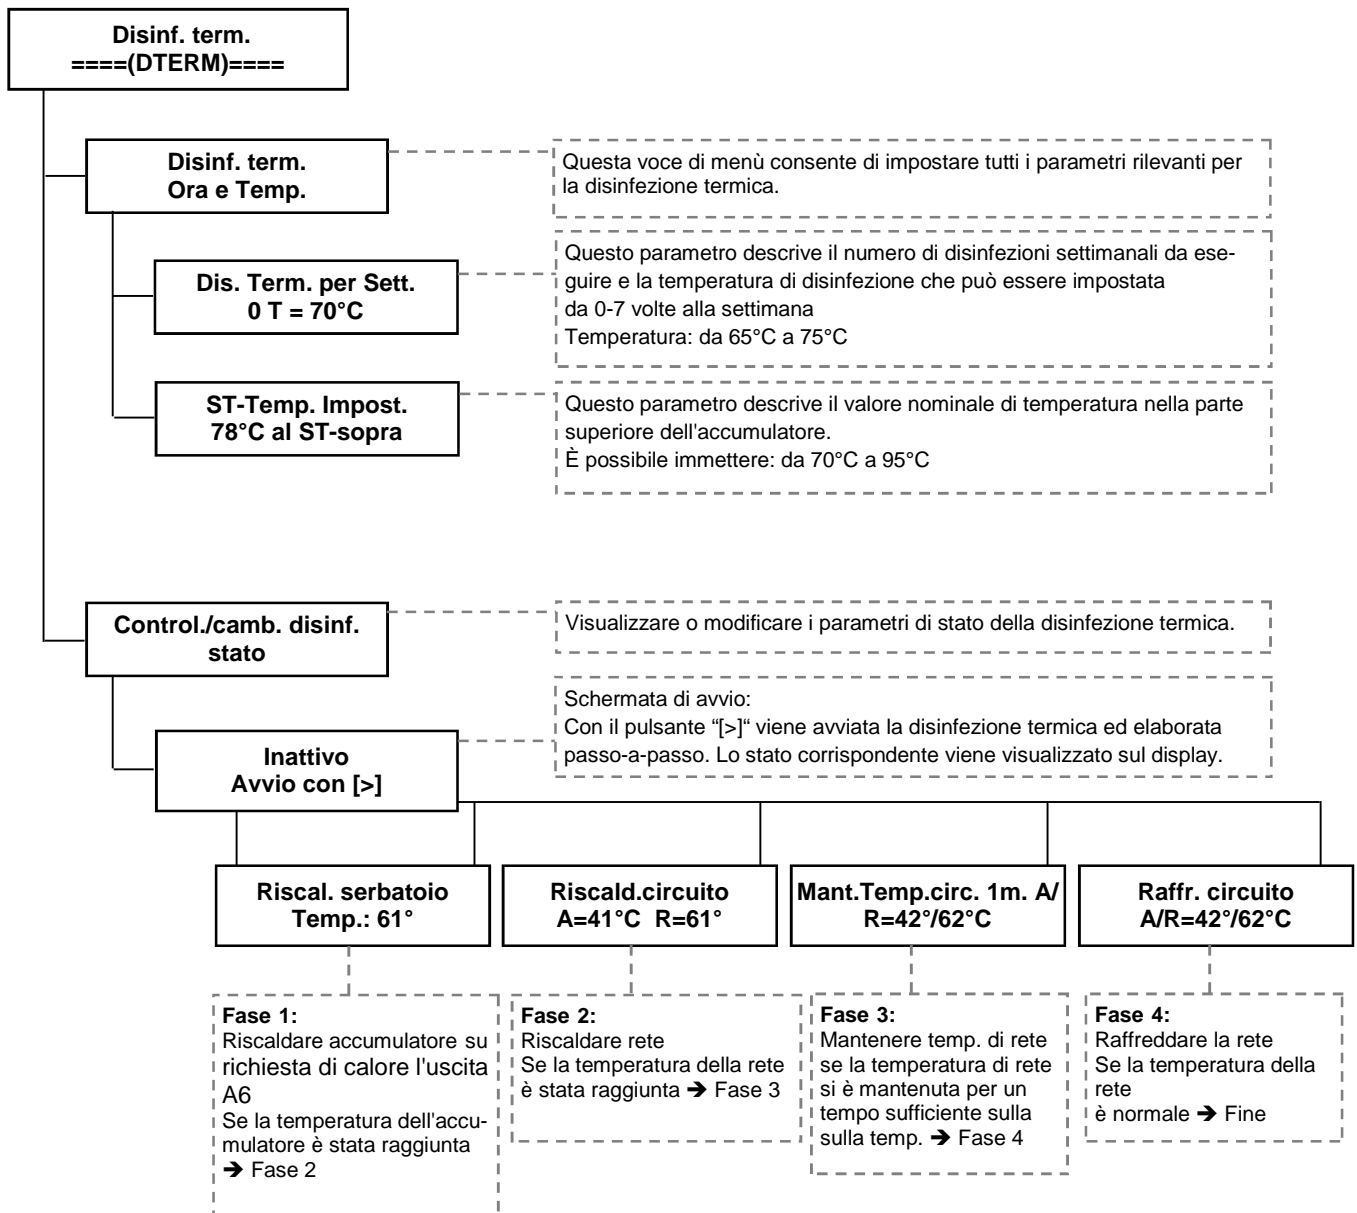 Disinf. term.
====(DTERM)====
Disinf. term.
Ora e Temp.
Questa voce di menù consente di impostare tutti i parametri rilevanti per
la disinfezione termica.
Dis. Term. per Sett.
0 T = 70°C
Questo parametro descrive il numero di disinfezioni settimanali da ese-
guire e la temperatura di disinfezione che può essere impostata
da 0-7 volte alla settimana
Temperatura: da 65°C a 75°C
ST-Temp. Impost.
78°C al ST-sopra
Questo parametro descrive il valore nominale di temperatura nella parte
superiore dell'accumulatore.
È possibile immettere: da 70°C a 95°C
Control./camb. disinf.
stato
Visualizzare o modificare i parametri di stato della disinfezione termica.
Inattivo
Avvio con [>]
Schermata di avvio:
Con il pulsante “[>]“ viene avviata la disinfezione termica ed elaborata
passo-a-passo. Lo stato corrispondente viene visualizzato sul display.
Riscal. serbatoio
Temp.: 61°
Riscald.circuito
A=41°C R=61°
Mant.Temp.circ. 1m. A/
R=42°/62°C
Raffr. circuito
A/R=42°/62°C
Fase 1:
Riscaldare accumulatore su
richiesta di calore l'uscita
A6
Se la temperatura dell'accu-
mulatore è stata raggiunta
➔ Fase 2
Fase 2:
Riscaldare rete
Se la temperatura della rete
è stata raggiunta ➔ Fase 3
Fase 3:
Mantenere temp. di rete
se la temperatura di rete
si è mantenuta per un
tempo sufficiente sulla
sulla temp. ➔ Fase 4
Fase 4:
Raffreddare la rete
Se la temperatura della
rete
è normale ➔ Fine